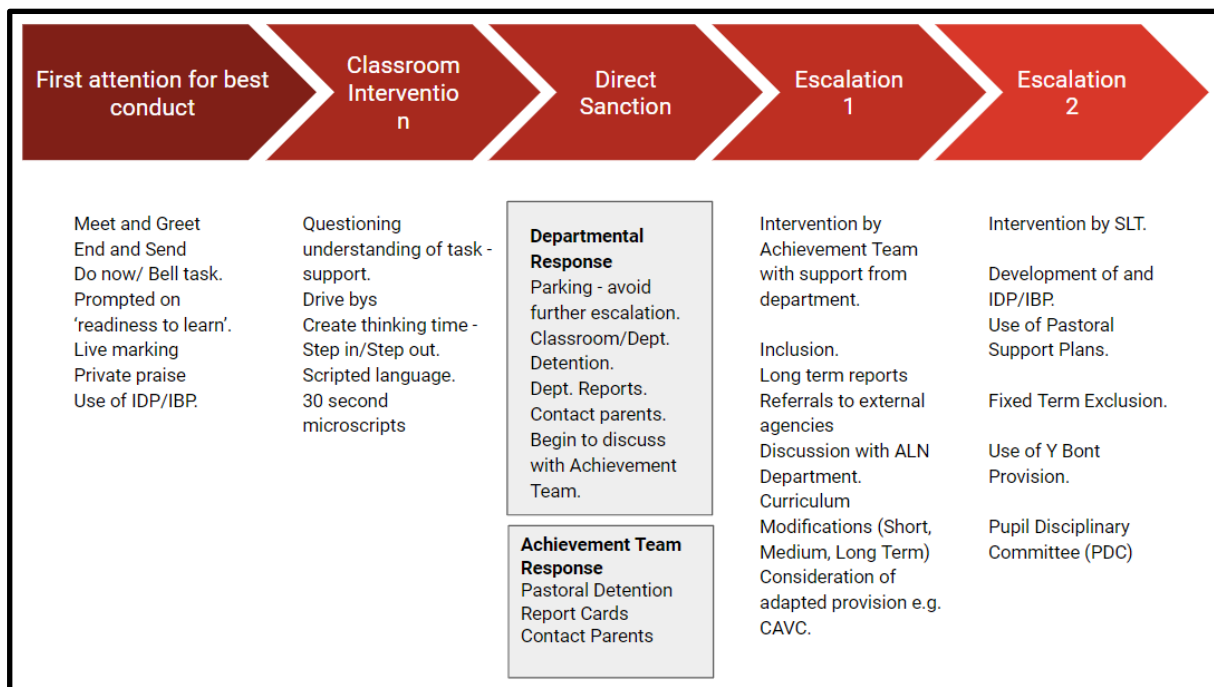 First attention for best
conduct
Classroom
Interventio
n
Direct
Sanction
Escalation
1
Escalation
2
Meet and Greet
End and Send
Do now/ Bell task.
Prompted on
‘readiness to learn’.
Live marking
Private praise
Use of IDP/IBP.
Questioning
understanding of task -
support.
Drive bys
Create thinking time -
Step in/Step out.
Scripted language.
30 second
microscripts
Departmental
Response
Parking - avoid
further escalation.
Classroom/Dept.
Detention.
Dept. Reports.
Contact parents.
Begin to discuss
with Achievement
Team.
Achievement Team
Response
Pastoral Detention
Report Cards
Contact Parents
Intervention by
Achievement Team
with support from
department.
Inclusion.
Long term reports
Referrals to external
agencies
Discussion with ALN
Department.
Curriculum
Modifications (Short,
Medium, Long Term)
Consideration of
adapted provision e.g.
CAVC.
Intervention by SLT.
Development of and
IDP/IBP.
Use of Pastoral
Support Plans.
Fixed Term Exclusion.
Use of Y Bont
Provision.
Pupil Disciplinary
Committee (PDC)